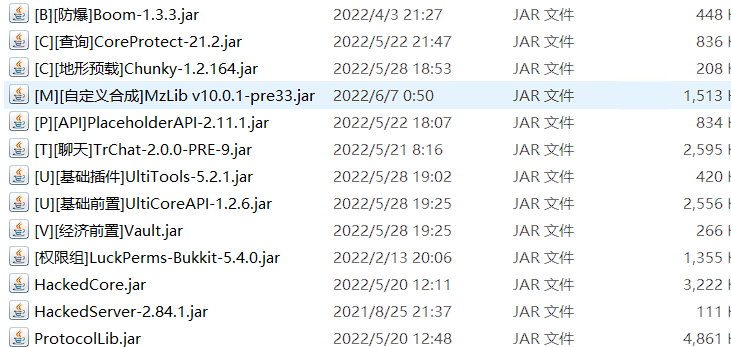 [B][防爆]Boom-1.3.3.jar 2022/4/3 21:27 JAR 文件 448
[C][查询]CoreProtect-21.2.jar 2022/5/22 21:47 JAR 文件 836
[C][地形预载]Chunky-1.2.164.jar 2022/5/28 18:53 JAR 文件 208
[M][自定义合成]MzLib v10.0.1-pre33.jar 2022/6/7 0:50 JAR 文件 1,513
[P][API]PlaceholderAPI-2.11.1.jar 2022/5/22 18:07 JAR 文件 834
[T][聊天]TrChat-2.0.0-PRE-9.jar 2022/5/21 8:16 JAR 文件 2,595
[U][基础插件]UltiTools-5.2.1.jar 2022/5/28 19:02 JAR 文件 420
[U][基础前置]UltiCoreAPI-1.2.6.jar 2022/5/28 19:25 JAR 文件 2,556
[V][经济前置]Vault.jar 2022/5/28 19:25 JAR 文件 266
[权限组]LuckPerms-Bukkit-5.4.0.jar 2022/2/13 20:06 JAR 文件 1,355
HackedCore.jar 2022/5/20 12:11 JAR 文件 3,222
HackedServer-2.84.1.jar 2021/8/25 21:37 JAR 文件 111
ProtocolLib.jar 2022/5/20 12:48 JAR 文件 4,861